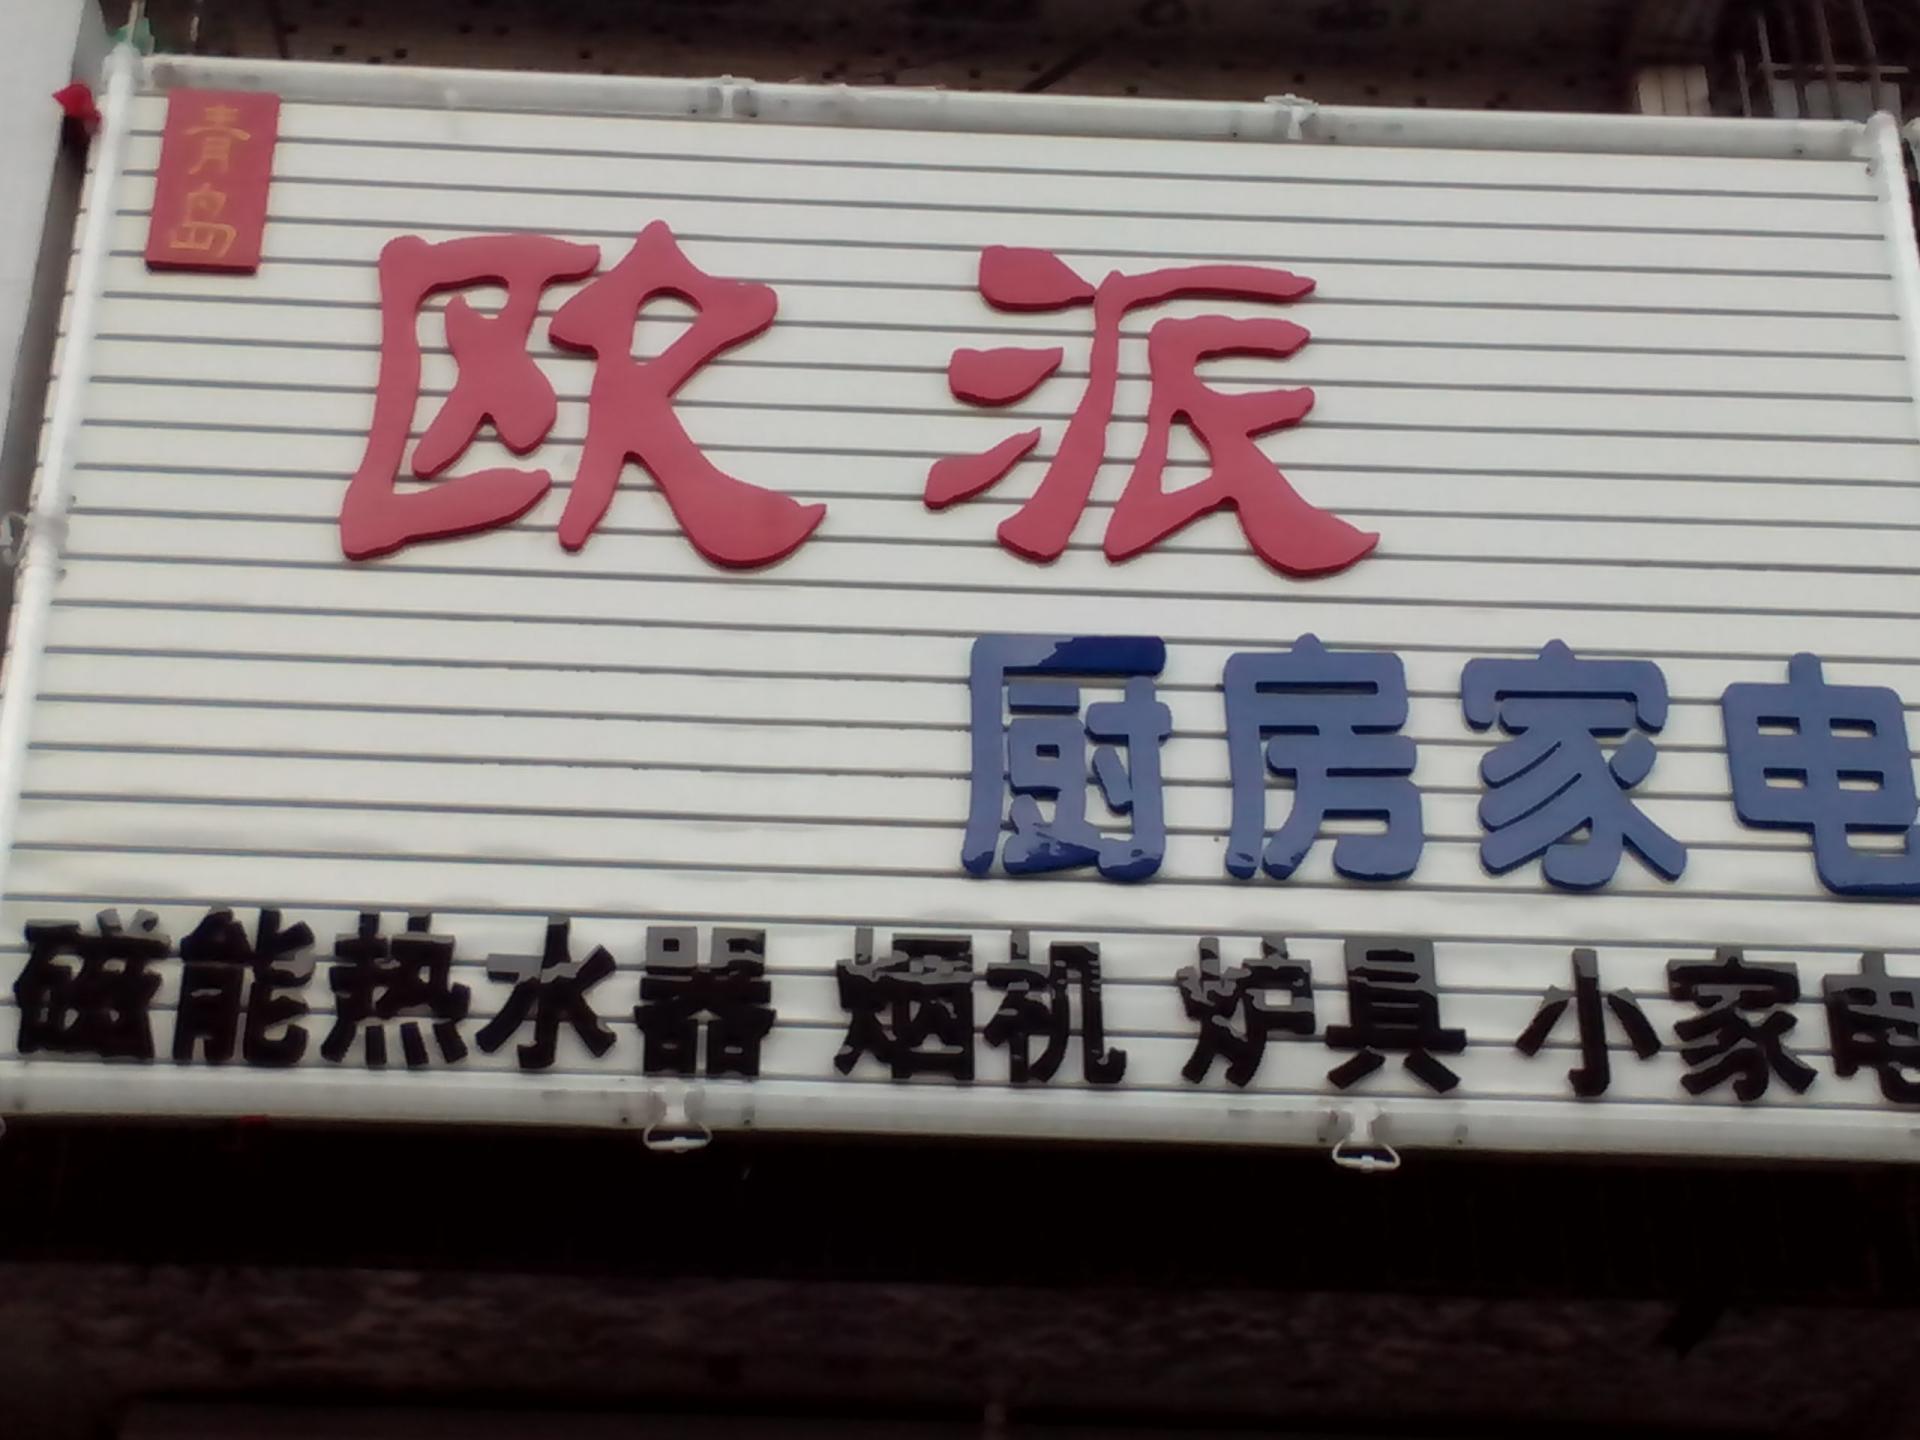 青岛
欧派
厨房家电
磁能热水器 烟机 炉具 小家电